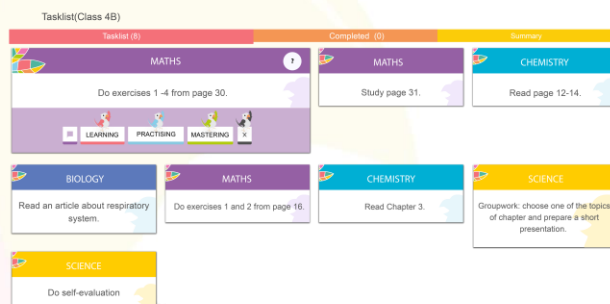 Tasklist(Class 4B)
Tasklist (8)
Completed (0)
Summary
MATHS
?
Do exercises 1 -4 from page 30.
LEARNING
PRACTISING
MASTERING
X
MATHS
Study page 31.
CHEMISTRY
Read page 12-14.
BIOLOGY
Read an article about respiratory
system.
MATHS
Do exercises 1 and 2 from page 16.
CHEMISTRY
Read Chapter 3.
SCIENCE
Groupwork: choose one of the topics
of chapter and prepare a short
presentation.
SCIENCE
Do self-evaluation